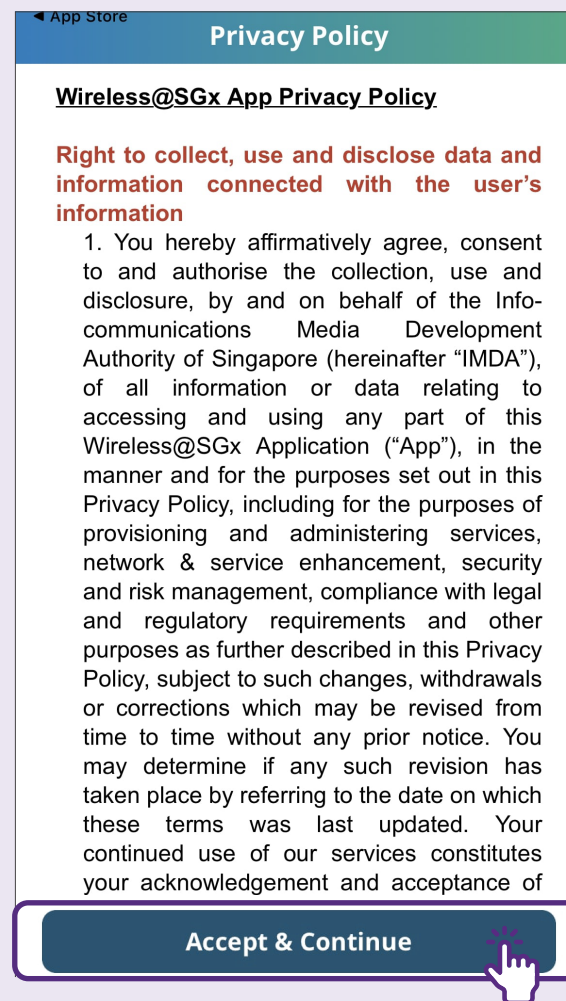 ◀ App Store
Privacy Policy
Wireless@SGx App Privacy Policy
Right to collect, use and disclose data and
information connected with the user’s
information
1. You hereby affirmatively agree, consent
to and authorise the collection, use and
disclosure, by and on behalf of the Info-
communications Media Development
Authority of Singapore (hereinafter “IMDA”),
of all information or data relating to
accessing and using any part of this
Wireless@SGx Application (“App”), in the
manner and for the purposes set out in this
Privacy Policy, including for the purposes of
provisioning and administering services,
network & service enhancement, security
and risk management, compliance with legal
and regulatory requirements and other
purposes as further described in this Privacy
Policy, subject to such changes, withdrawals
or corrections which may be revised from
time to time without any prior notice. You
may determine if any such revision has
taken place by referring to the date on which
these terms was last updated. Your
continued use of our services constitutes
your acknowledgement and acceptance of
Accept & Continue